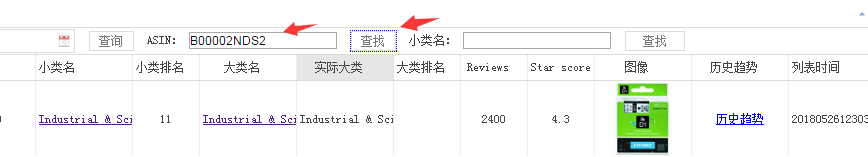 查询 ASIN: B00002NDS2 查找 小类名: 查找
小类名 小类排名 大类名 实际大类 大类排名 Reviews Star score 图像 历史趋势 列表时间
Industrial & Sci 11 Industrial & Sci Industrial & Sci 2400 4.3 D1 历史趋势 2018052612303